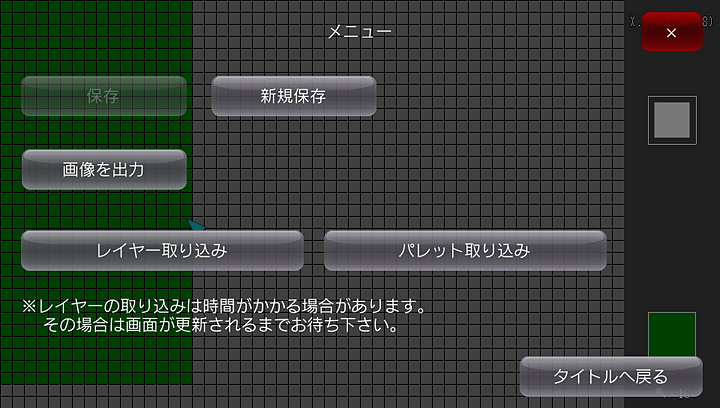 メニュー
×
保存
新規保存
画像を出力
レイヤー取り込み
パレット取り込み
※レイヤーの取り込みは時間がかかる場合があります。
その場合は画面が更新されるまでお待ち下さい。
タイトルへ戻る